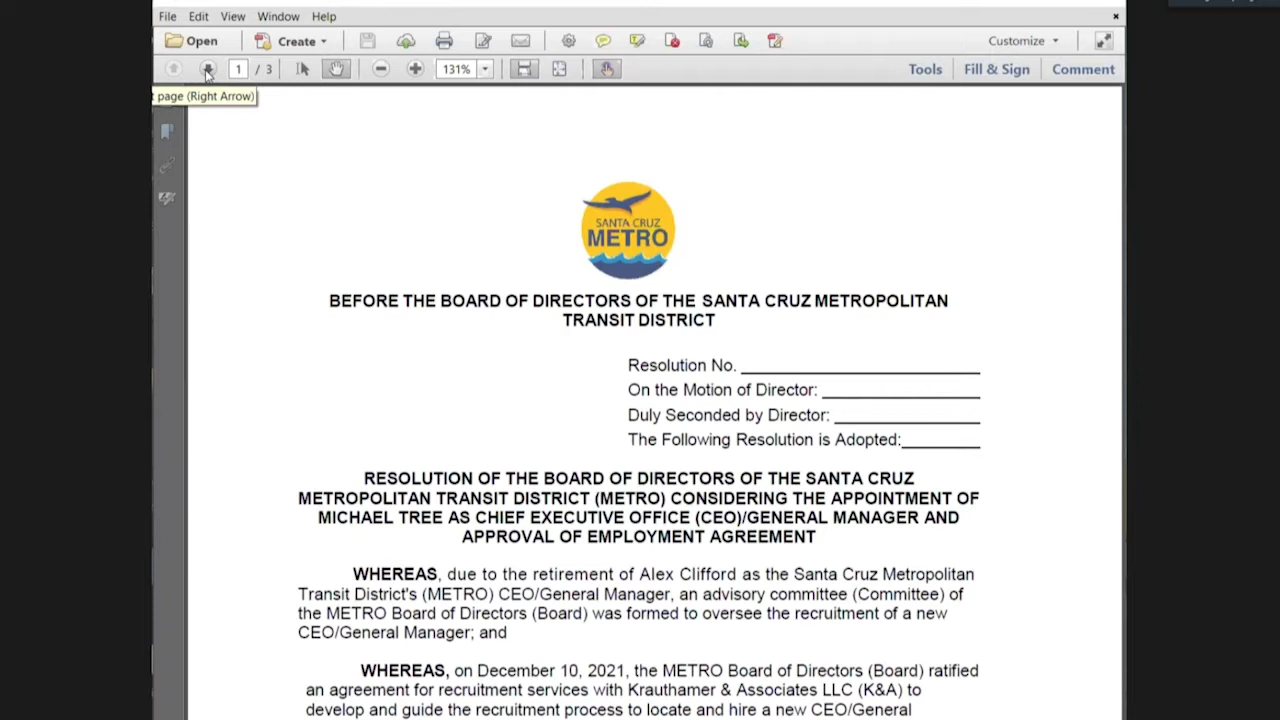 File Edit View Window Help
Open Create Customize
1 / 3 131% Tools Fill & Sign Comment
page (Right Arrow)
SANTA CRUZ
METRO
BEFORE THE BOARD OF DIRECTORS OF THE SANTA CRUZ METROPOLITAN
TRANSIT DISTRICT
Resolution No.
On the Motion of Director:
Duly Seconded by Director:
The Following Resolution is Adopted:
RESOLUTION OF THE BOARD OF DIRECTORS OF THE SANTA CRUZ
METROPOLITAN TRANSIT DISTRICT (METRO) CONSIDERING THE APPOINTMENT OF
MICHAEL TREE AS CHIEF EXECUTIVE OFFICE (CEO)/GENERAL MANAGER AND
APPROVAL OF EMPLOYMENT AGREEMENT
WHEREAS, due to the retirement of Alex Clifford as the Santa Cruz Metropolitan
Transit District's (METRO) CEO/General Manager, an advisory committee (Committee) of
the METRO Board of Directors (Board) was formed to oversee the recruitment of a new
CEO/General Manager; and
WHEREAS, on December 10, 2021, the METRO Board of Directors (Board) ratified
an agreement for recruitment services with Krauthamer & Associates LLC (K&A) to
develop and guide the recruitment process to locate and hire a new CEO/General